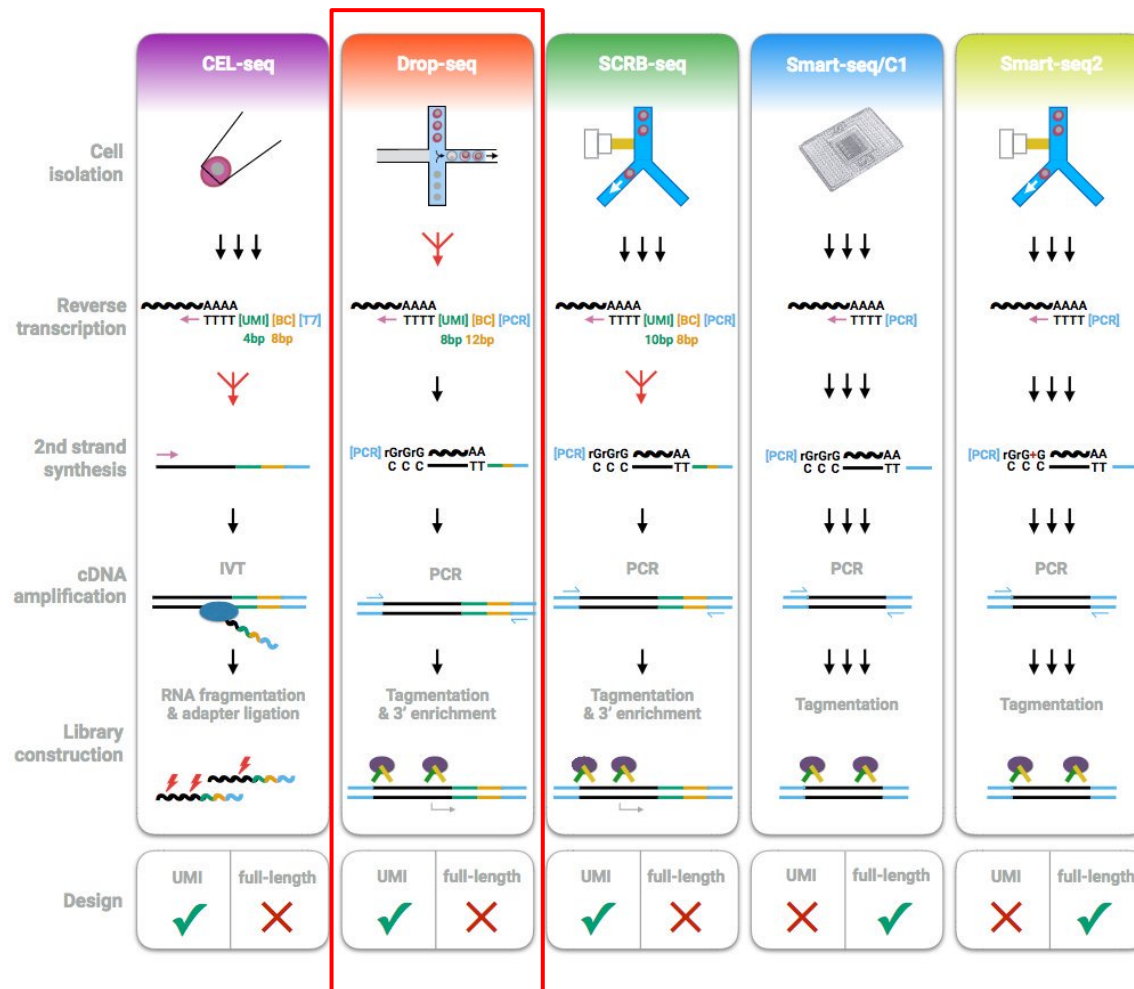 CEL-seq
Drop-seq
SCRB-seq
Smart-seq/C1
Smart-seq2
Cell
isolation
Reverse
transcription
AAAA
TTTT [UMI] [BC] [T7]
4bp 8bp
AAAA
TTTT [UMI] [BC] [PCR]
8bp 12bp
AAAA
TTTT [UMI] [BC] [PCR]
10bp 8bp
AAAA
TTTT [PCR]
AAAA
TTTT [PCR]
2nd strand
synthesis
[PCR] rGrGrG AA
C C C TT
[PCR] rGrGrG AA
C C C TT
[PCR] rGrGrG AA
C C C TT
[PCR] rGrG+G AA
C C C TT
cDNA
amplification
IVT
PCR
PCR
PCR
PCR
Library
construction
RNA fragmentation
& adapter ligation
Tagmentation
& 3’ enrichment
Tagmentation
& 3’ enrichment
Tagmentation
Tagmentation
Design
UMI
full-length
UMI
full-length
UMI
full-length
UMI
full-length
UMI
full-length